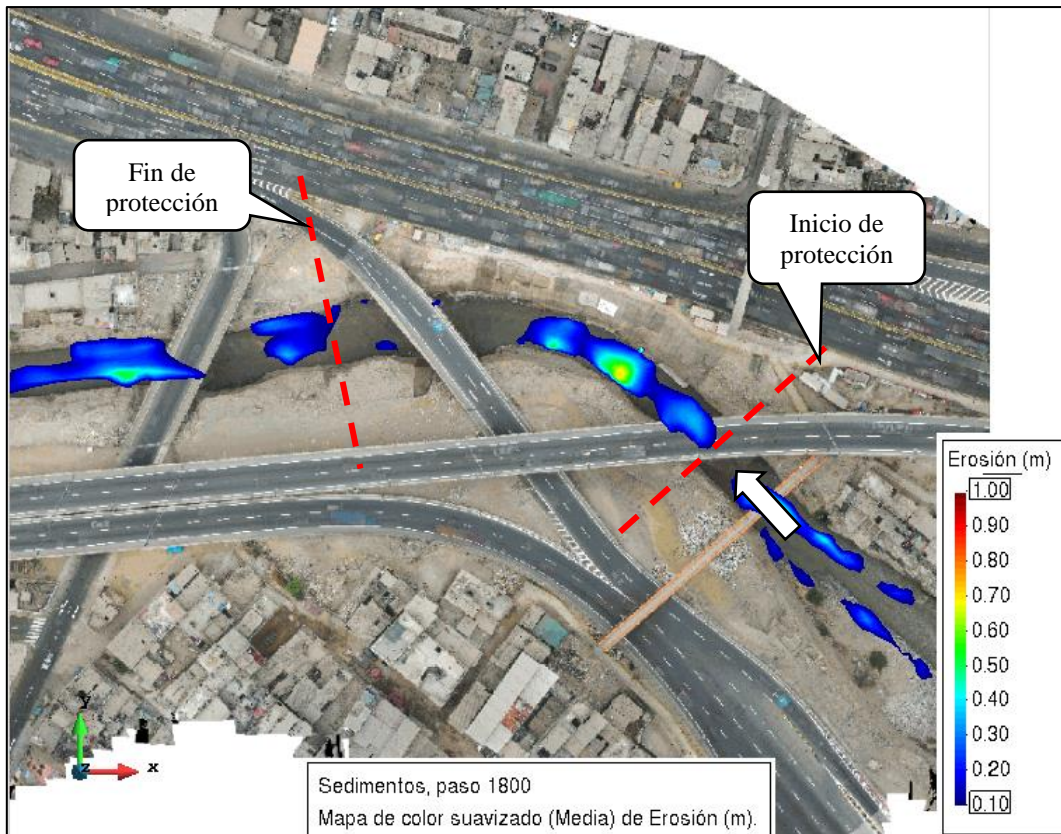 Fin de
protección
Inicio de
protección
Erosión (m)
1.00
0.90
0.80
0.70
0.60
0.50
0.40
0.30
0.20
0.10
Y
Z
X
Sedimentos, paso 1800
Mapa de color suavizado (Media) de Erosión (m).